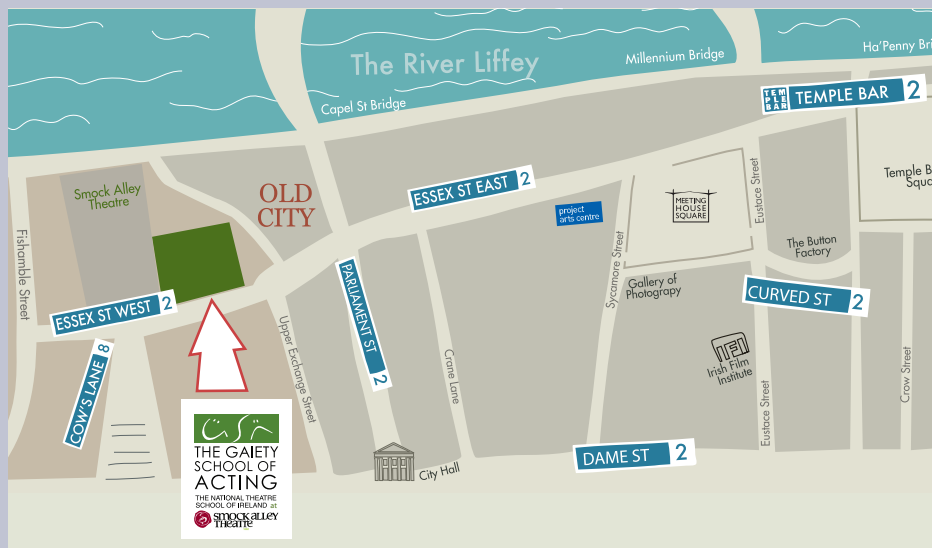 The River Liffey
Millennium Bridge
Ha'Penny Bri
Capel St Bridge
TEM
PLE
BAR
TEMPLE BAR 2
Smock Alley
Theatre
OLD
CITY
ESSEX ST EAST 2
project
arts centre
MEETING
HOUSE
SQUARE
Eustace Street
Temple B
Squa
Fishamble Street
Sycamore Street
The Button
Factory
Gallery of
Photograpy
CURVED ST 2
ESSEX ST WEST 2
PARLIAMENT ST 2
Upper Exchange Street
Crane Lane
COW'S LANE 8
IFI
Irish Film
Institute
Crow Street
Eustace Street
City Hall
DAME ST 2
GSA
THE GAIETY
SCHOOL OF
ACTING
THE NATIONAL THEATRE
SCHOOL OF IRELAND at
SMOCK ALLEY
THEATRE